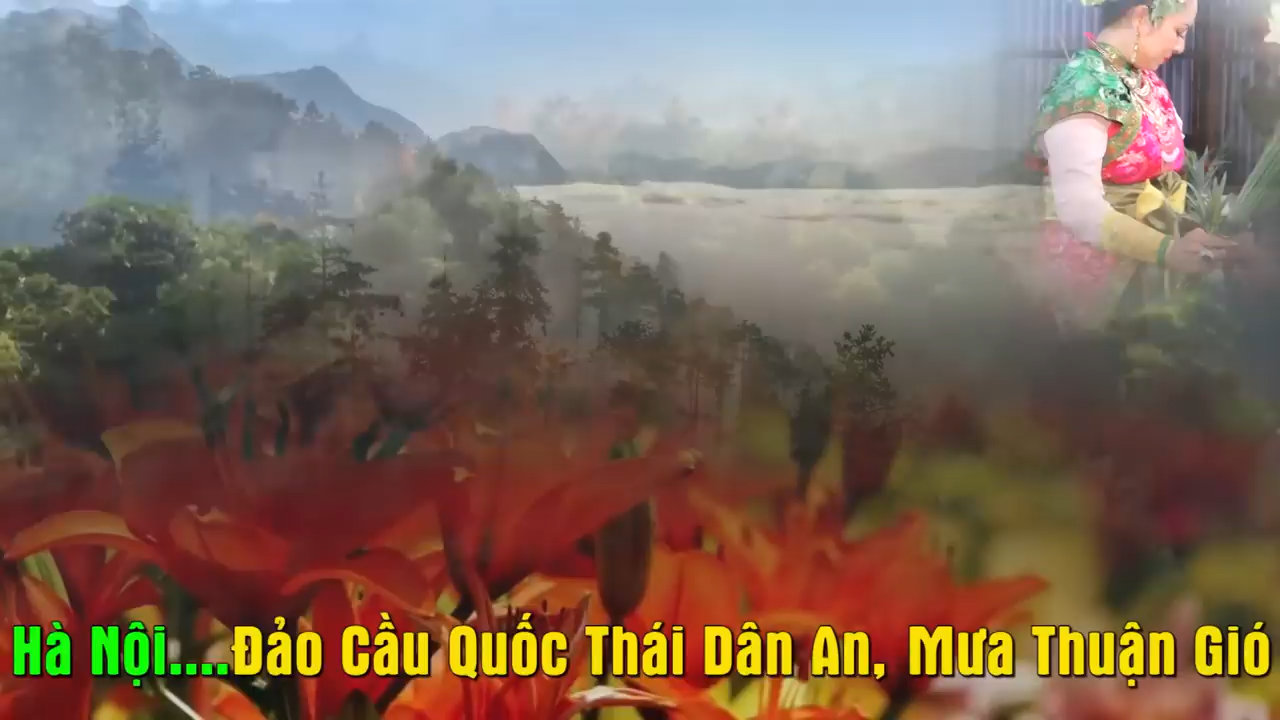 Hà Nội....Đảo Cầu Quốc Thái Dân An, Mưa Thuận Gió